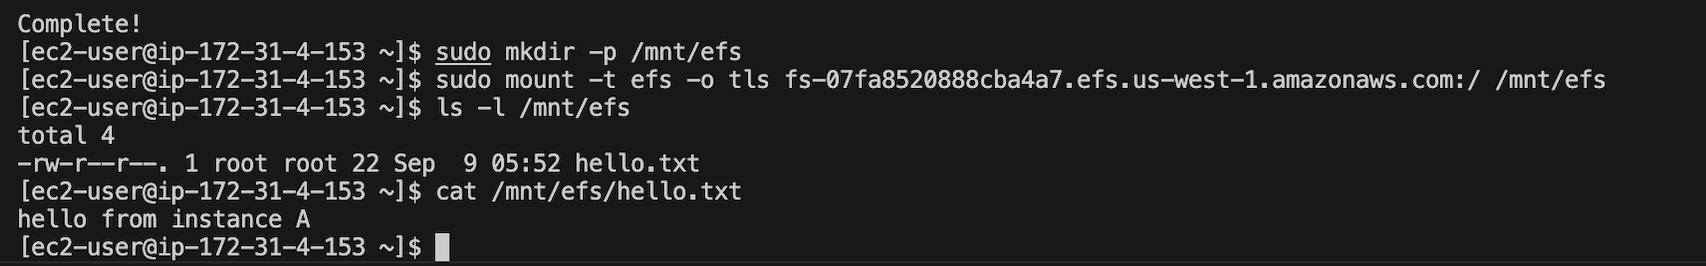 Complete!
[ec2-user@ip-172-31-4-153 ~]$ sudo mkdir -p /mnt/efs
[ec2-user@ip-172-31-4-153 ~]$ sudo mount -t efs -o tls fs-07fa8520888cba4a7.efs.us-west-1.amazonaws.com:/ /mnt/efs
[ec2-user@ip-172-31-4-153 ~]$ ls -l /mnt/efs
total 4
-rw-r--r--. 1 root root 22 Sep  9 05:52 hello.txt
[ec2-user@ip-172-31-4-153 ~]$ cat /mnt/efs/hello.txt
hello from instance A
[ec2-user@ip-172-31-4-153 ~]$